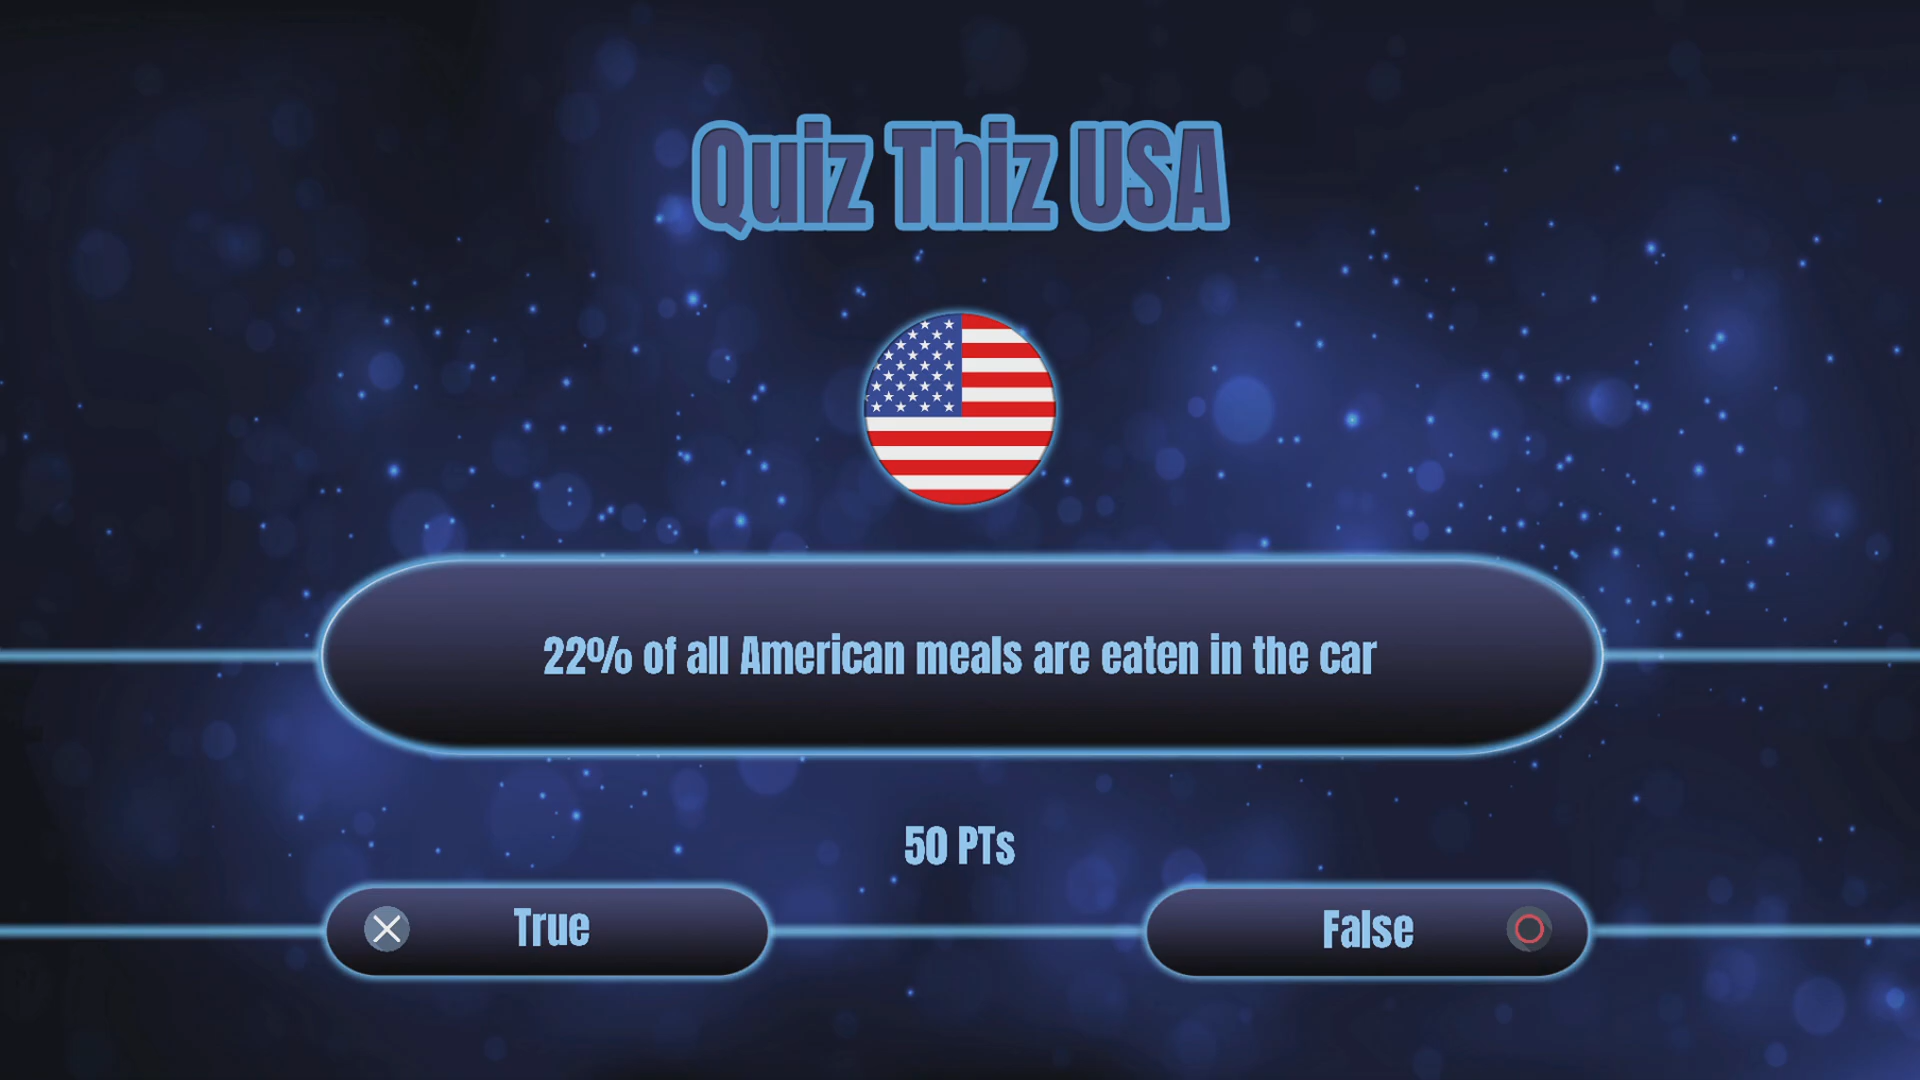 Quiz Thiz USA
22% of all American meals are eaten in the car
50 PTs
True
False